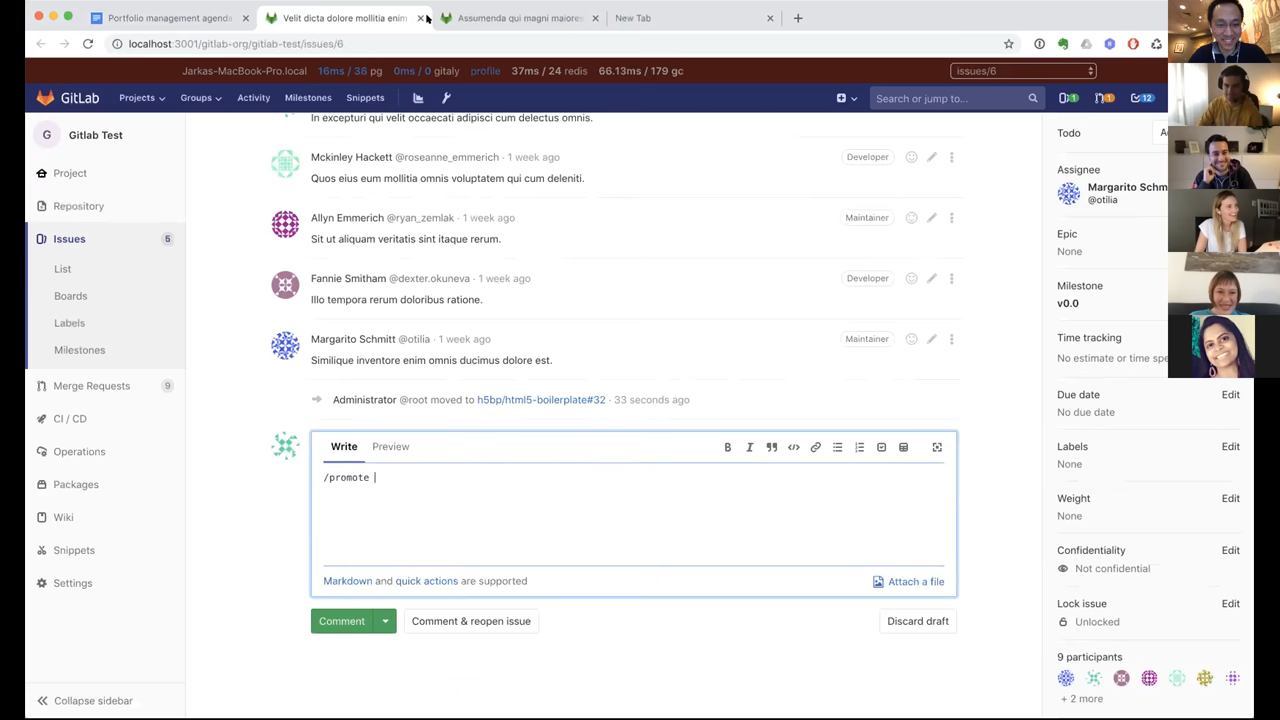 Portfolio management agenda
Velit dicta dolore mollitia enim
Assumenda qui magni maiores
New Tab
localhost:3001/gitlab-org/gitlab-test/issues/6
Jarkas-MacBook-Pro.local 16ms / 36 pg 0ms / 0 gitaly profile 37ms / 24 redis 66.13ms / 179 gc issues/6
GitLab Projects Groups Activity Milestones Snippets Search or jump to... 1 1 12
G Gitlab Test
Project
Repository
Issues 5
List
Boards
Labels
Milestones
Merge Requests 9
CI / CD
Operations
Packages
Wiki
Snippets
Settings
Collapse sidebar
In excepturi qui velit occaecati adipisci cum delectus omnis.
Mckinley Hackett @roseanne_emmerich · 1 week ago Developer
Quos eius eum mollitia omnis voluptatem qui cum deleniti.
Allyn Emmerich @ryan_zemlak · 1 week ago Maintainer
Sit ut aliquam veritatis sint itaque rerum.
Fannie Smitham @dexter.okuneva · 1 week ago Developer
Illo tempora rerum doloribus ratione.
Margarito Schmitt @otilia · 1 week ago Maintainer
Similique inventore enim omnis ducimus dolore est.
Administrator @root moved to h5bp/html5-boilerplate#32 · 33 seconds ago
Write Preview
/promote
Markdown and quick actions are supported
Attach a file
Comment
Comment & reopen issue
Discard draft
Todo
Assignee
Margarito Schm
@otilia
Epic
None
Milestone
v0.0
Time tracking
No estimate or time spe
Due date Edit
No due date
Labels Edit
None
Weight Edit
None
Confidentiality Edit
Not confidential
Lock issue Edit
Unlocked
9 participants
+ 2 more